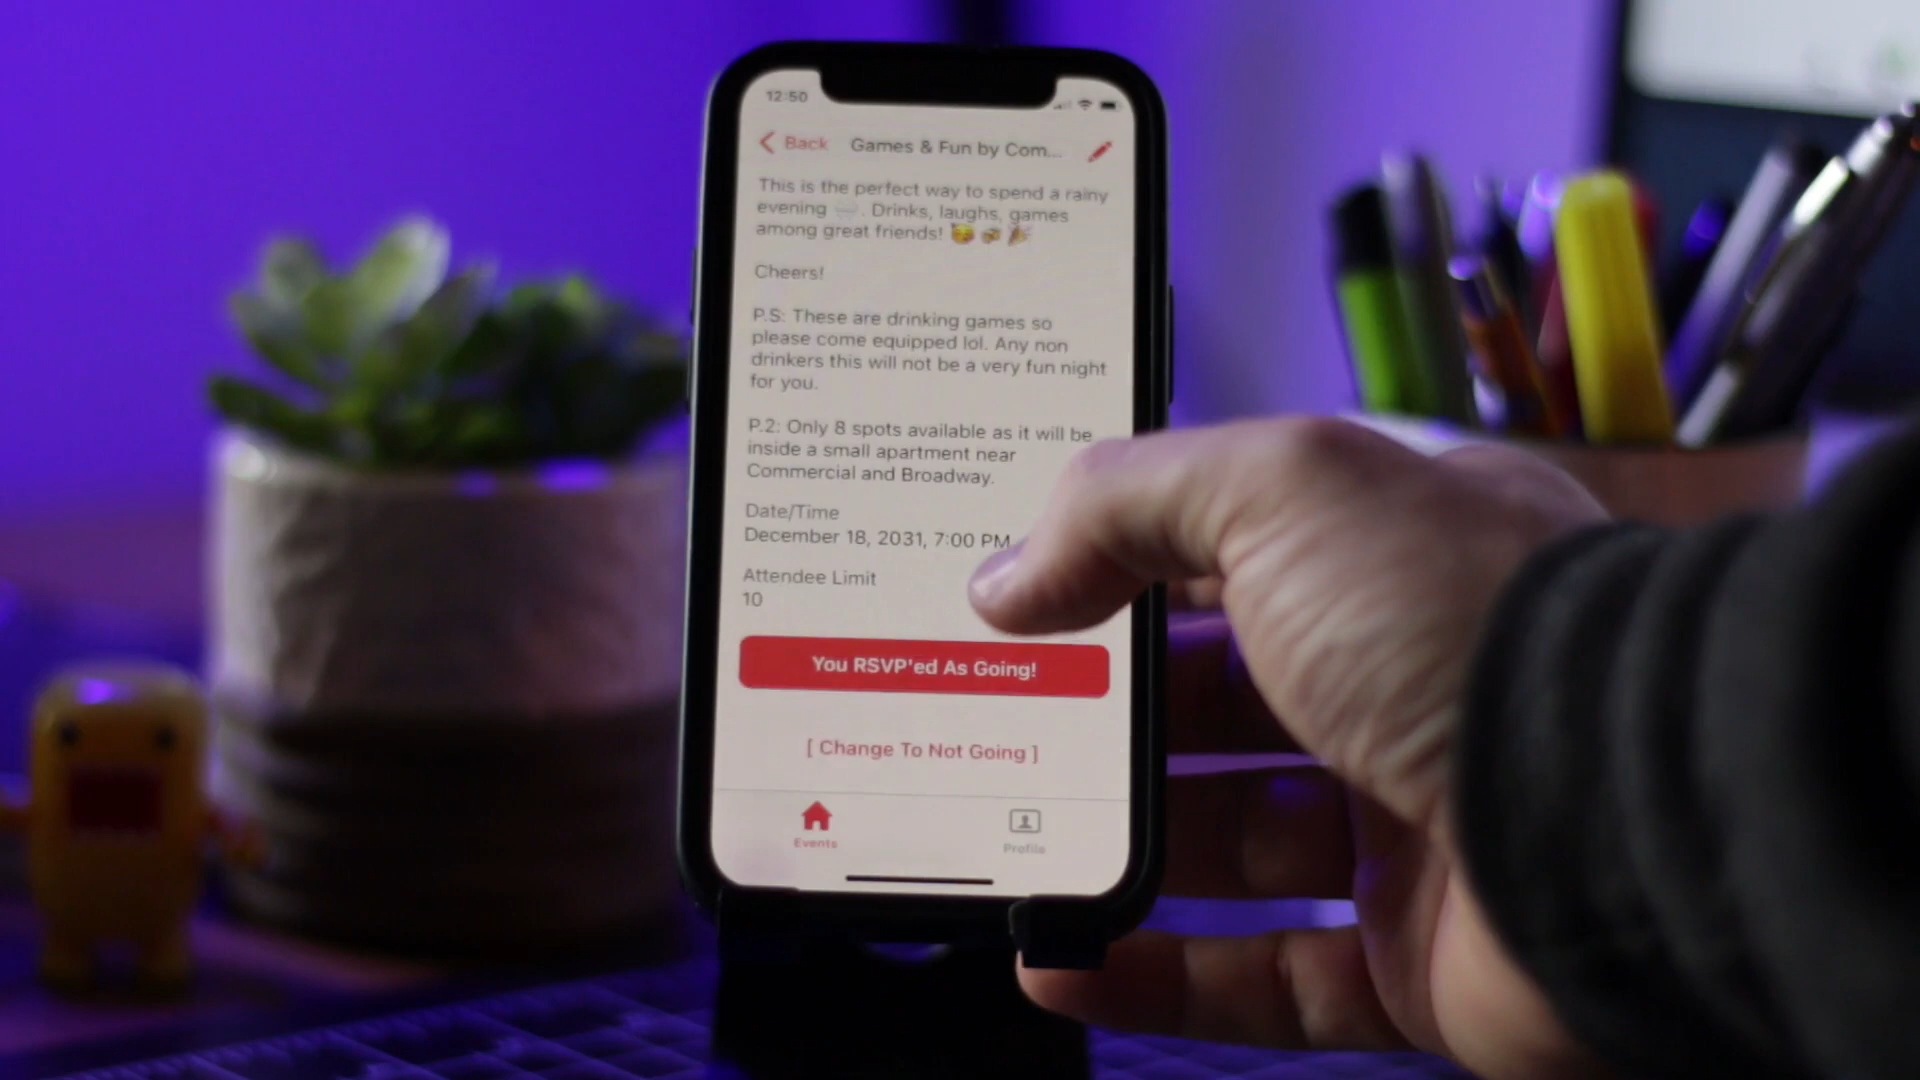 12:50
Back Games & Fun by Com...
This is the perfect way to spend a rainy
evening 🌧️. Drinks, laughs, games
among great friends! 🥳 🍻 🎉
Cheers!
P.S: These are drinking games so
please come equipped lol. Any non
drinkers this will not be a very fun night
for you.
P.2: Only 8 spots available as it will be
inside a small apartment near
Commercial and Broadway.
Date/Time
December 18, 2031, 7:00 PM
Attendee Limit
10
You RSVP'ed As Going!
[ Change To Not Going ]
Events Profile